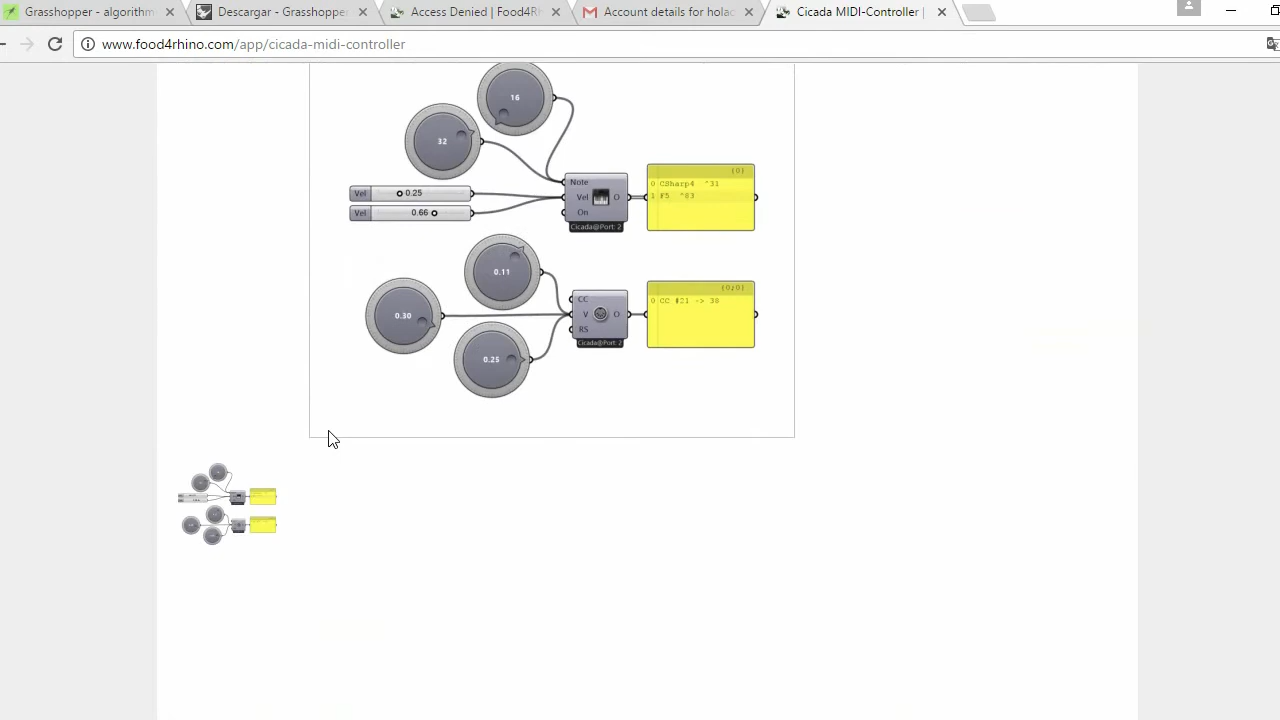 Grasshopper - algorithm
Descargar - Grasshopper
Access Denied | Food4Rh
Account details for holac
Cicada MIDI-Controller |
www.food4rhino.com/app/cicada-midi-controller
16
32
Vel 0.25
Vel 0.66
Note
Vel O
On
Cicada@Port: 2
{0}
0 CSharp4 ^31
1 F5 ^83
0.11
0.30
0.25
CC
V O
RS
Cicada@Port: 2
{0;0}
0 CC #21 -> 38